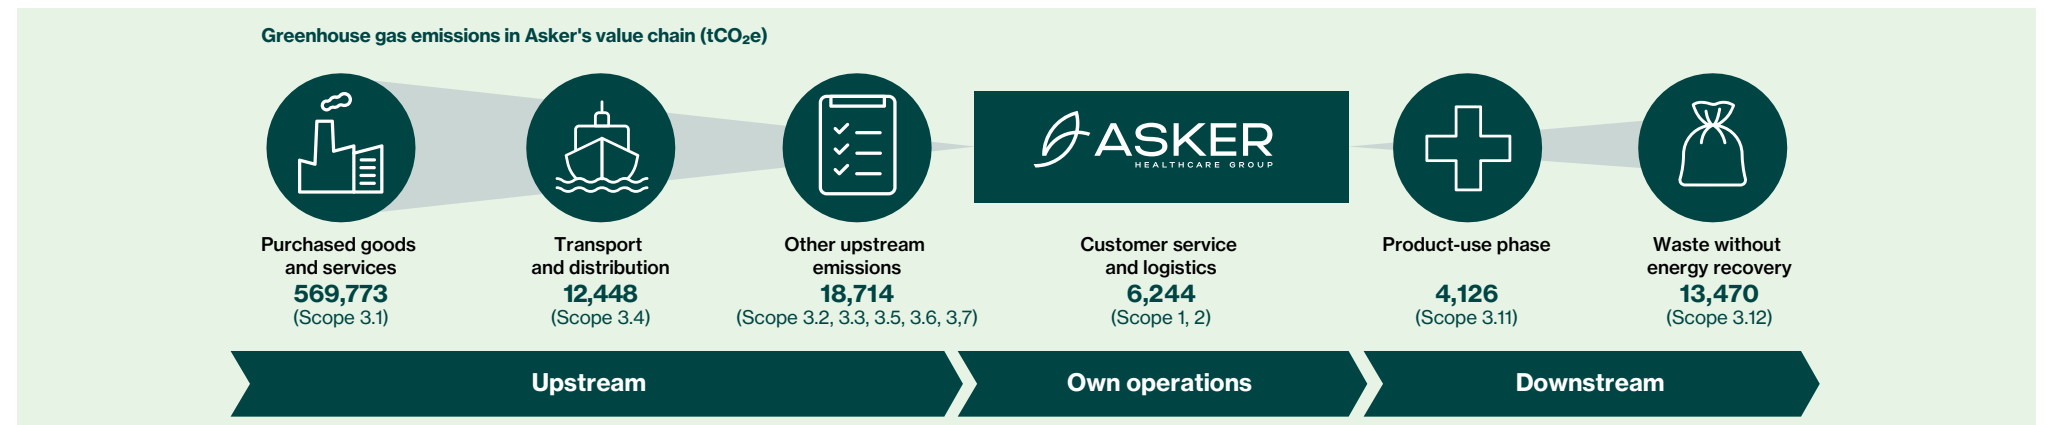 Greenhouse gas emissions in Asker's value chain (tCO₂e)
ASKER
HEALTHCARE GROUP
Purchased goods
and services
569,773
(Scope 3.1)
Transport
and distribution
12,448
(Scope 3.4)
Other upstream
emissions
18,714
(Scope 3.2, 3.3, 3.5, 3.6, 3,7)
Customer service
and logistics
6,244
(Scope 1, 2)
Product-use phase
4,126
(Scope 3.11)
Waste without
energy recovery
13,470
(Scope 3.12)
Upstream
Own operations
Downstream